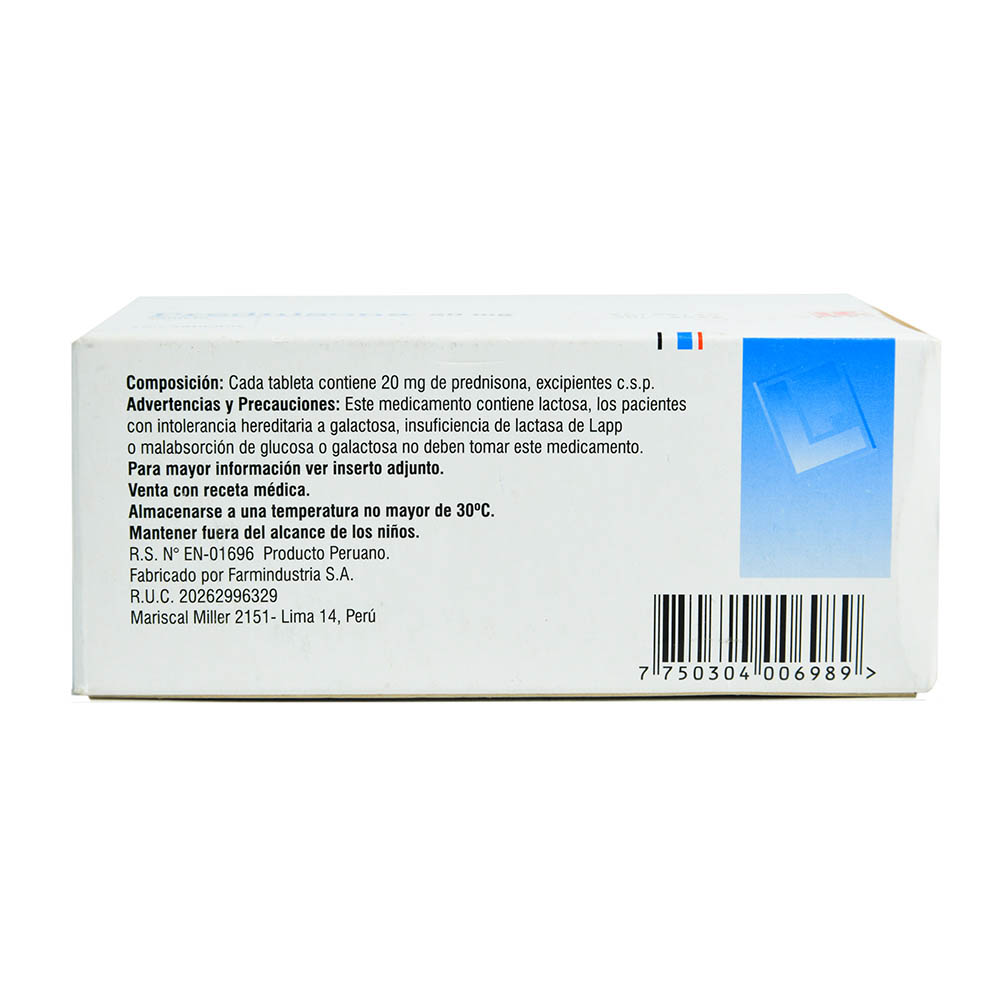 Composición: Cada tableta contiene 20 mg de prednisona, excipientes c.s.p.
Advertencias y Precauciones: Este medicamento contiene lactosa, los pacientes
con intolerancia hereditaria a galactosa, insuficiencia de lactasa de Lapp
o malabsorción de glucosa o galactosa no deben tomar este medicamento.
Para mayor información ver inserto adjunto.
Venta con receta médica.
Almacenarse a una temperatura no mayor de 30ºC.
Mantener fuera del alcance de los niños.
R.S. N° EN-01696 Producto Peruano.
Fabricado por Farmindustria S.A.
R.U.C. 20262996329
Mariscal Miller 2151- Lima 14, Perú
L
7 750304 006989 >